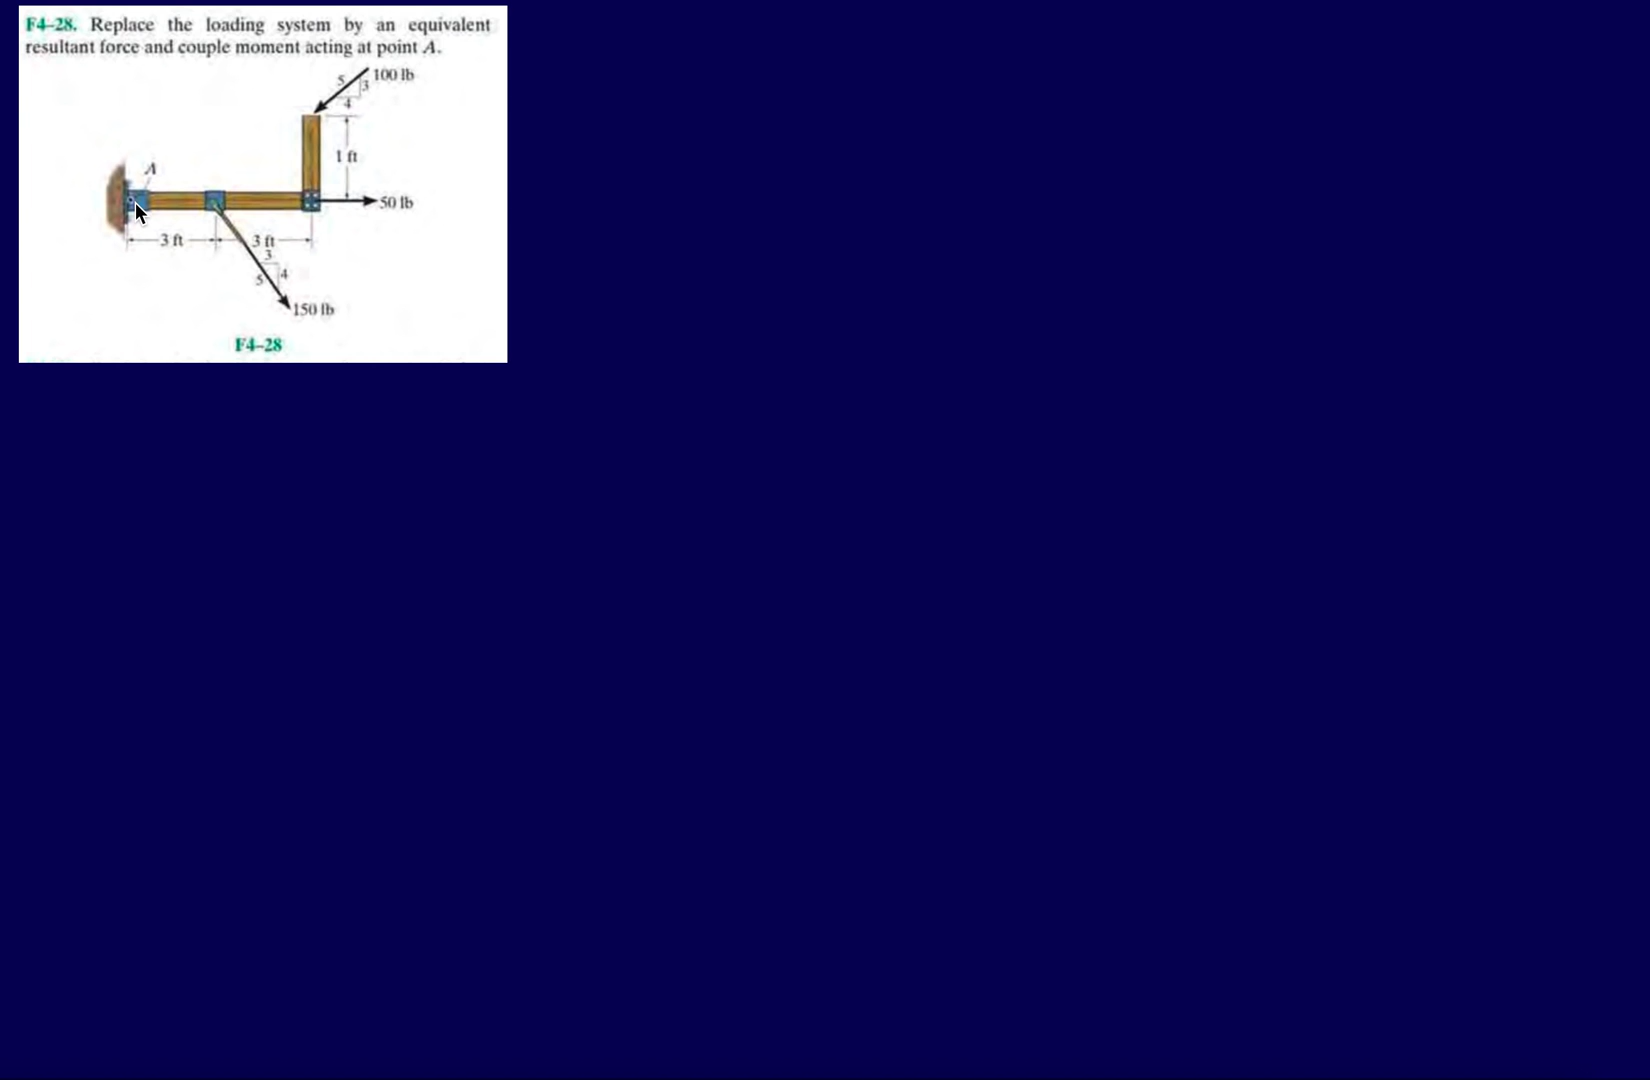 F4–28. Replace the loading system by an equivalent
resultant force and couple moment acting at point A.
100 lb
5
3
4
1 ft
A
50 lb
3 ft
3 ft
3
4
5
150 lb
F4–28